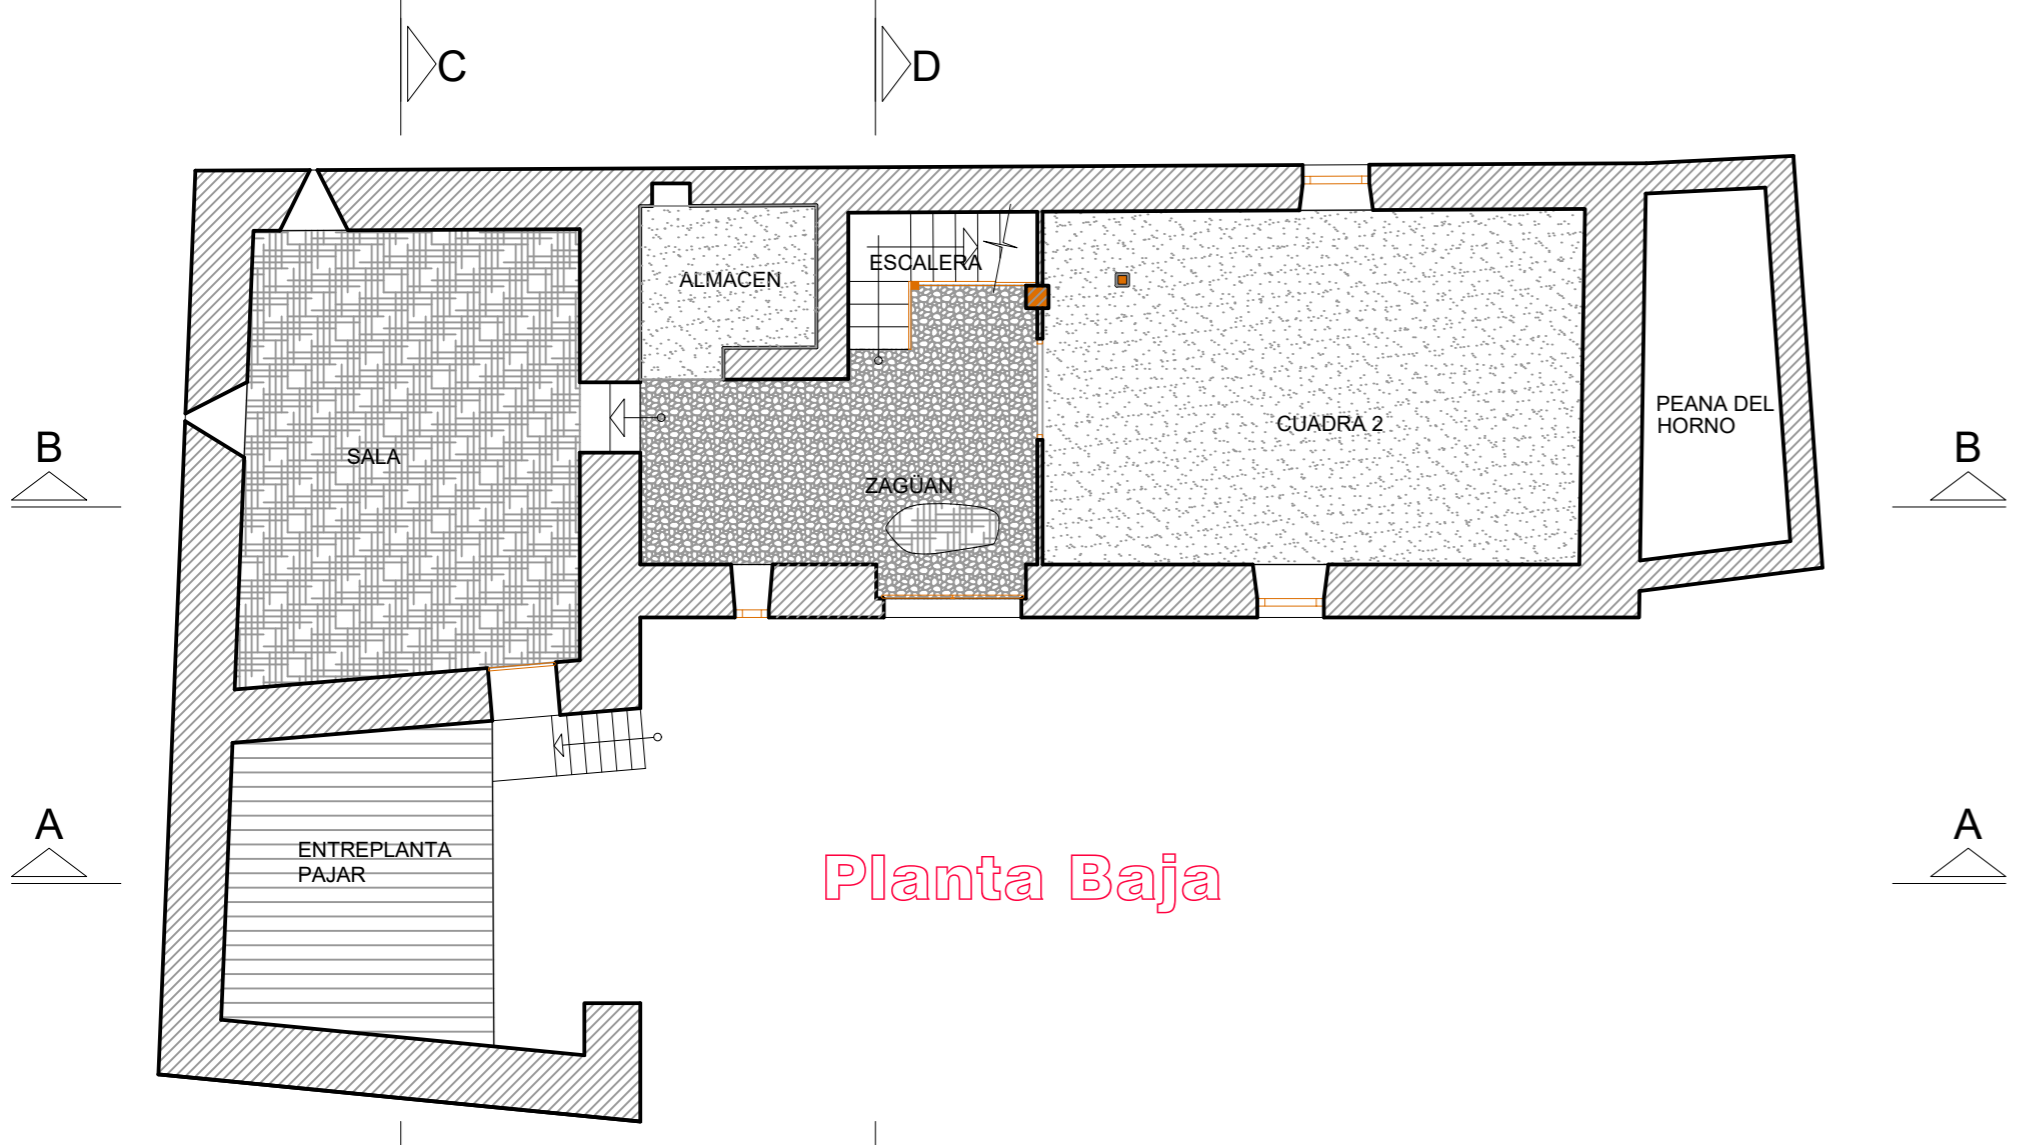 C
D
ESCALERA
ALMACEN
PEANA DEL
HORNO
CUADRA 2
B
SALA
B
ZAGÜAN
A
ENTREPLANTA
PAJAR
Planta Baja
A